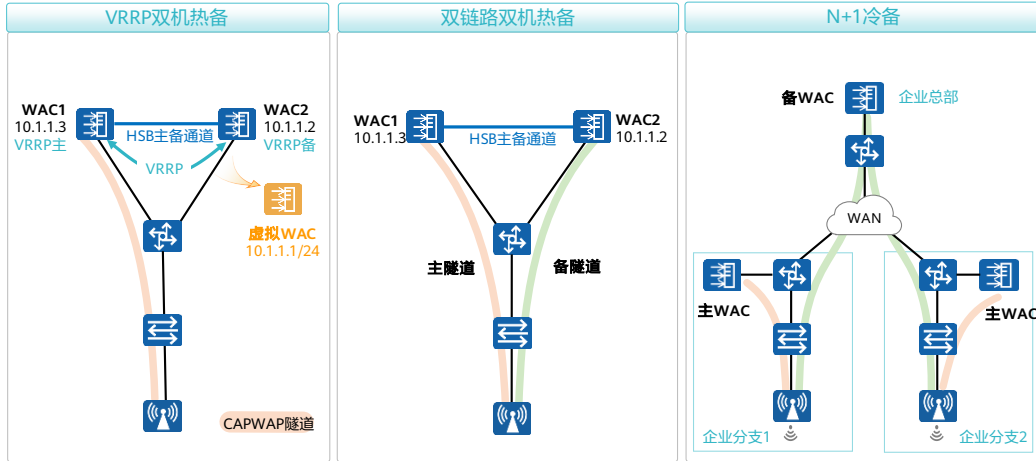 VRRP双机热备
WAC1
10.1.1.3
VRRP主
HSB主备通道
WAC2
10.1.1.2
VRRP备
VRRP
虚拟WAC
10.1.1.1/24
CAPWAP隧道
双链路双机热备
WAC1
10.1.1.3
HSB主备通道
WAC2
10.1.1.2
主隧道
备隧道
N+1冷备
备WAC
企业总部
WAN
主WAC
主WAC
企业分支1
企业分支2